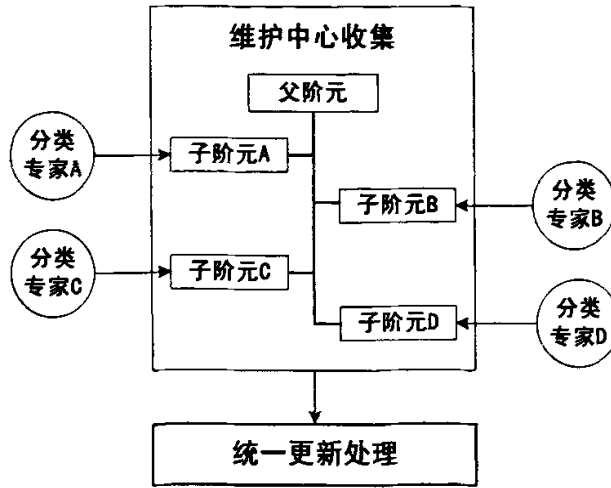 维护中心收集
父阶元
分类
专家A
子阶元A
子阶元B
分类
专家B
分类
专家C
子阶元C
子阶元D
分类
专家D
统一更新处理